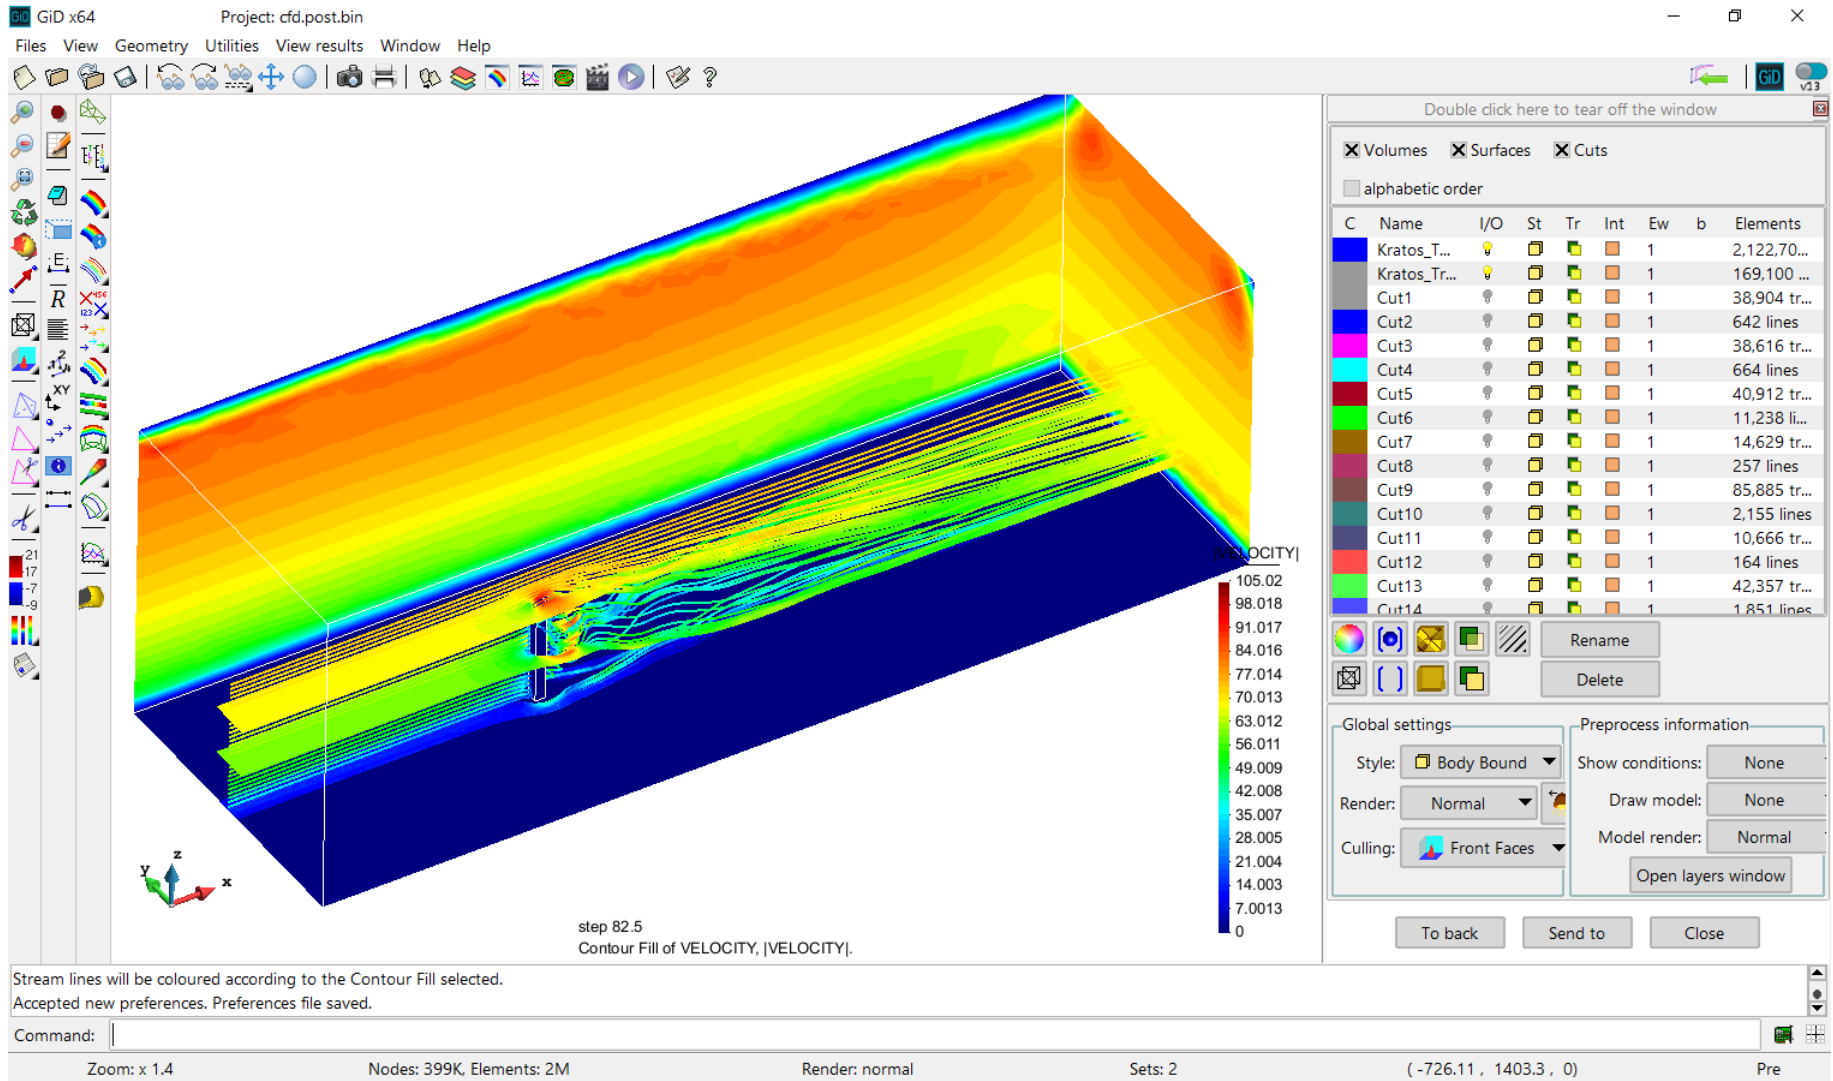 GiD x64
Project: cfd.post.bin
Files View Geometry Utilities View results Window Help
GiD
v13
Double click here to tear off the window
Volumes Surfaces Cuts
alphabetic order
C Name I/O St Tr Int Ew b Elements
Kratos_T... 1 2,122,70...
Kratos_Tr... 1 169,100 ...
Cut1 1 38,904 tr...
Cut2 1 642 lines
Cut3 1 38,616 tr...
Cut4 1 664 lines
Cut5 1 40,912 tr...
Cut6 1 11,238 li...
Cut7 1 14,629 tr...
Cut8 1 257 lines
Cut9 1 85,885 tr...
Cut10 1 2,155 lines
Cut11 1 10,666 tr...
Cut12 1 164 lines
Cut13 1 42,357 tr...
Cut14 1 1,851 lines
Rename
Delete
Global settings
Style: Body Bound
Render: Normal
Culling: Front Faces
Preprocess information
Show conditions: None
Draw model: None
Model render: Normal
Open layers window
To back Send to Close
|VELOCITY|
105.02
98.018
91.017
84.016
77.014
70.013
63.012
56.011
49.009
42.008
35.007
28.005
21.004
14.003
7.0013
0
z
y
x
step 82.5
Contour Fill of VELOCITY, |VELOCITY|.
Stream lines will be coloured according to the Contour Fill selected.
Accepted new preferences. Preferences file saved.
Command:
Zoom: x 1.4 Nodes: 399K, Elements: 2M Render: normal Sets: 2 ( -726.11 , 1403.3 , 0) Pre